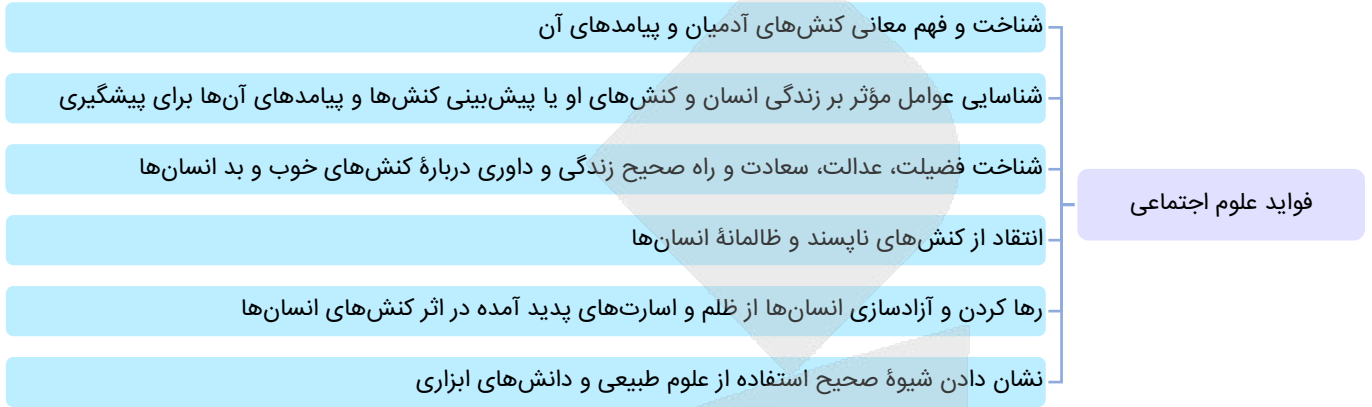 فواید علوم اجتماعی
شناخت و فهم معانی کنش‌های آدمیان و پیامدهای آن
شناسایی عوامل مؤثر بر زندگی انسان و کنش‌های او یا پیش‌بینی کنش‌ها و پیامدهای آن‌ها برای پیشگیری
شناخت فضیلت، عدالت، سعادت و راه صحیح زندگی و داوری دربارهٔ کنش‌های خوب و بد انسان‌ها
انتقاد از کنش‌های ناپسند و ظالمانهٔ انسان‌ها
رها کردن و آزادسازی انسان‌ها از ظلم و اسارت‌های پدید آمده در اثر کنش‌های انسان‌ها
نشان دادن شیوهٔ صحیح استفاده از علوم طبیعی و دانش‌های ابزاری